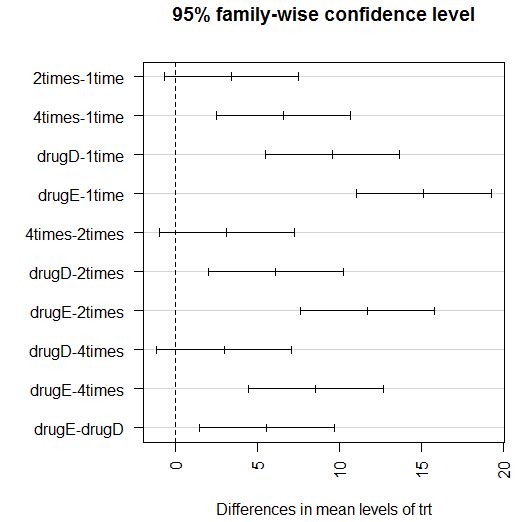 95% family-wise confidence level
2times-1time
4times-1time
drugD-1time
drugE-1time
4times-2times
drugD-2times
drugE-2times
drugD-4times
drugE-4times
drugE-drugD
0 5 10 15 20
Differences in mean levels of trt